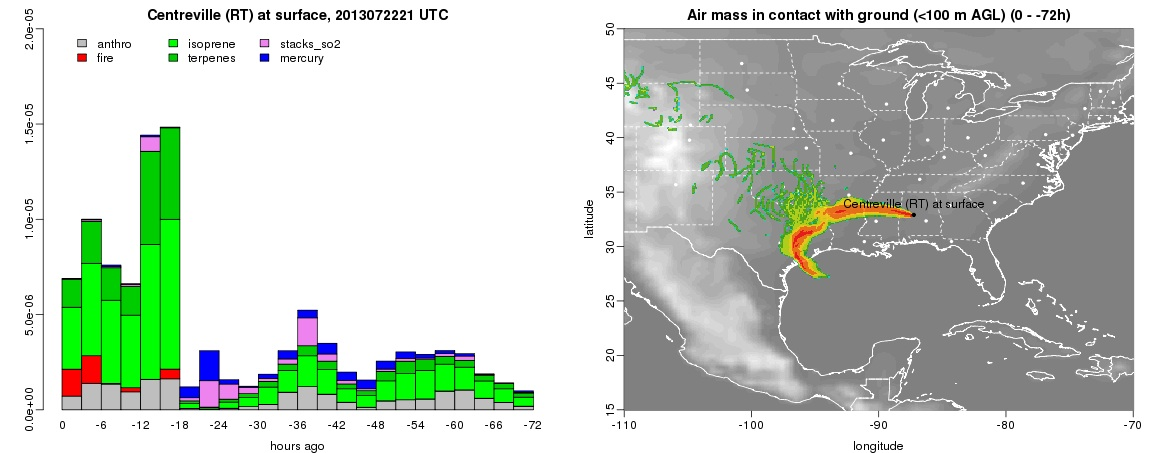 Centreville (RT) at surface, 2013072221 UTC
anthro isoprene stacks_so2
fire terpenes mercury
2.0e-05
1.5e-05
1.0e-05
5.0e-06
0.0e+00
0 -6 -12 -18 -24 -30 -36 -42 -48 -54 -60 -66 -72
hours ago
Air mass in contact with ground (<100 m AGL) (0 - -72h)
latitude
50
45
40
35
30
25
20
15
Centreville (RT) at surface
-110 -100 -90 -80 -70
longitude